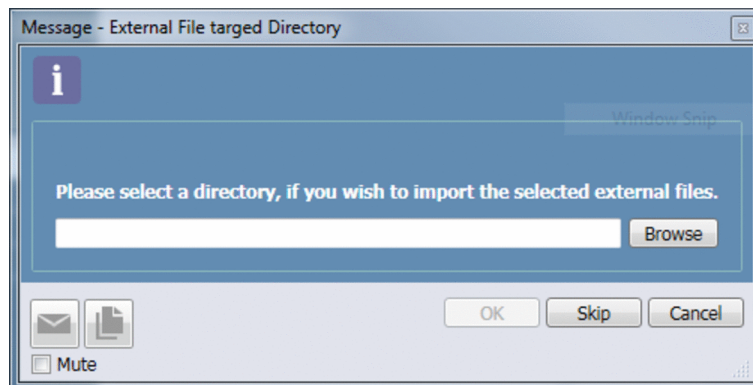 Message - External File targed Directory
i
Window Snip
Please select a directory, if you wish to import the selected external files.
Browse
OK
Skip
Cancel
Mute